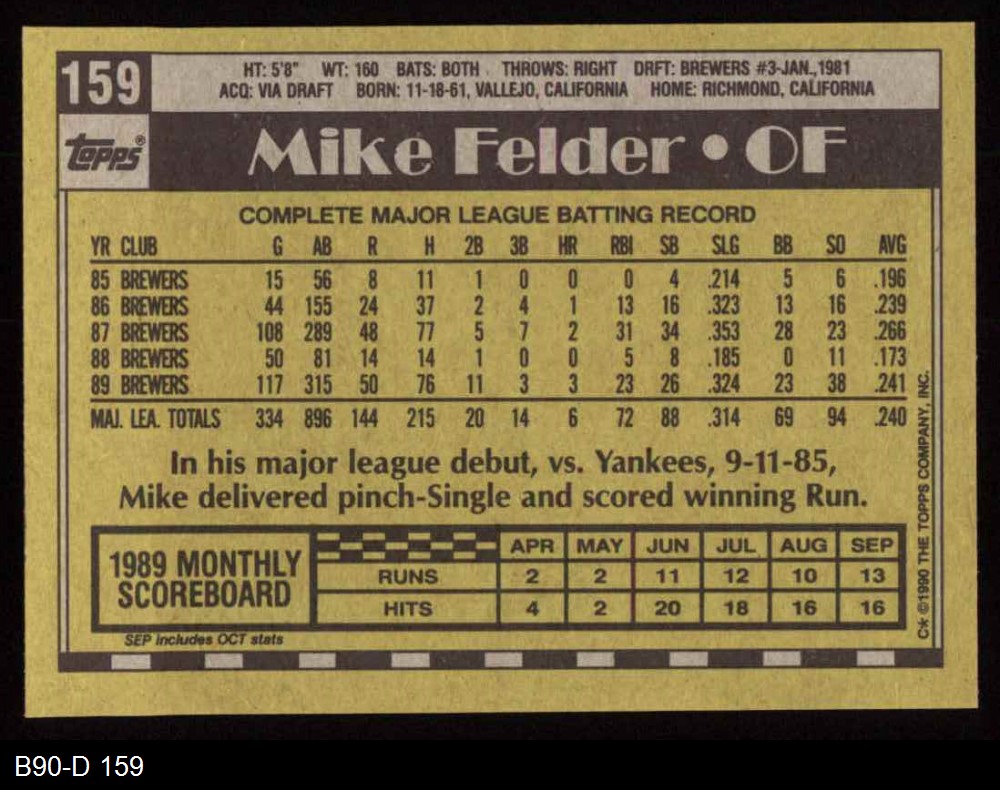 159
HT: 5'8" WT: 160 BATS: BOTH THROWS: RIGHT DRFT: BREWERS #3-JAN., 1981
ACQ: VIA DRAFT BORN: 11-18-61, VALLEJO, CALIFORNIA HOME: RICHMOND, CALIFORNIA
Topps®
Mike Felder • OF
COMPLETE MAJOR LEAGUE BATTING RECORD
YR CLUB G AB R H 2B 3B HR RBI SB SLG BB SO AVG
85 BREWERS 15 56 8 11 1 0 0 0 4 .214 5 6 .196
86 BREWERS 44 155 24 37 2 4 1 13 16 .323 13 16 .239
87 BREWERS 108 289 48 77 5 7 2 31 34 .353 28 23 .266
88 BREWERS 50 81 14 14 1 0 0 5 8 .185 0 11 .173
89 BREWERS 117 315 50 76 11 3 3 23 26 .324 23 38 .241
MAJ. LEA. TOTALS 334 896 144 215 20 14 6 72 88 .314 69 94 .240
In his major league debut, vs. Yankees, 9-11-85,
Mike delivered pinch-Single and scored winning Run.
1989 MONTHLY
SCOREBOARD
APR MAY JUN JUL AUG SEP
RUNS 2 2 11 12 10 13
HITS 4 2 20 18 16 16
SEP includes OCT stats
C* ©1990 THE TOPPS COMPANY, INC.
B90-D 159